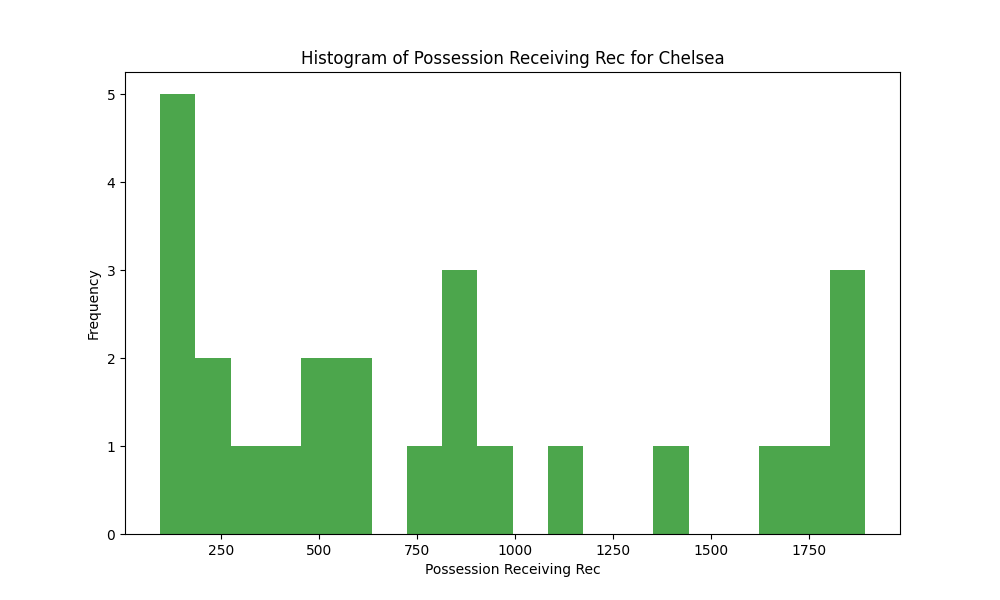 Histogram of Possession Receiving Rec for Chelsea
Frequency
5
4
3
2
1
0
250 500 750 1000 1250 1500 1750
Possession Receiving Rec